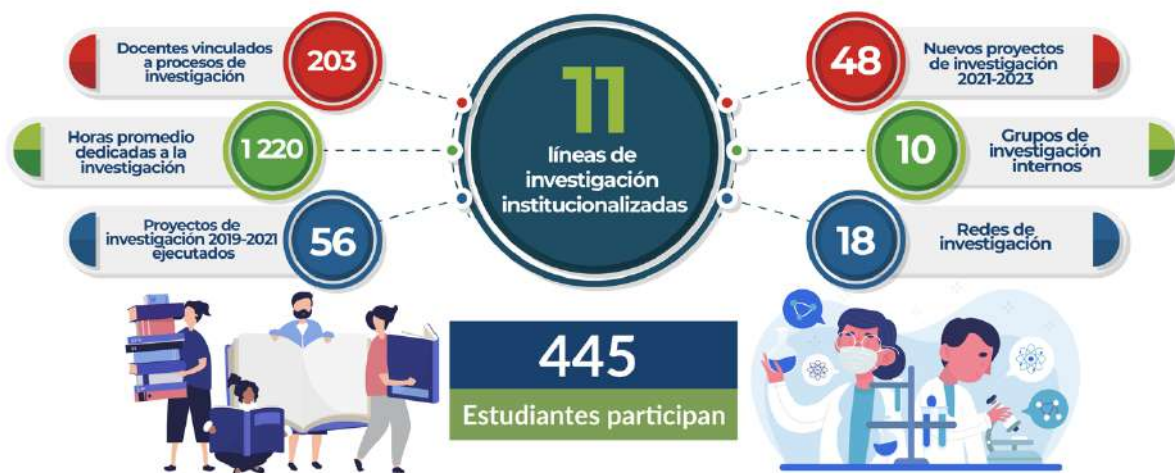 Docentes vinculados
a procesos de
investigación
203
Horas promedio
dedicadas a la
investigación
1 220
Proyectos de
investigación 2019-2021
ejecutados
56
11
líneas de
investigación
institucionalizadas
48
Nuevos proyectos
de investigación
2021-2023
10
Grupos de
investigación
internos
18
Redes de
investigación
445
Estudiantes participan